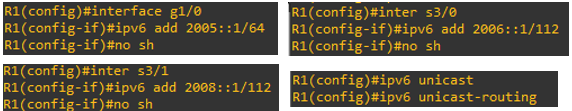 R1(config)#interface g1/0
R1(config-if)#ipv6 add 2005::1/64
R1(config-if)#no sh
R1(config)#inter s3/0
R1(config-if)#ipv6 add 2006::1/112
R1(config-if)#no sh
R1(config)#inter s3/1
R1(config-if)#ipv6 add 2008::1/112
R1(config-if)#no sh
R1(config)#ipv6 unicast
R1(config)#ipv6 unicast-routing